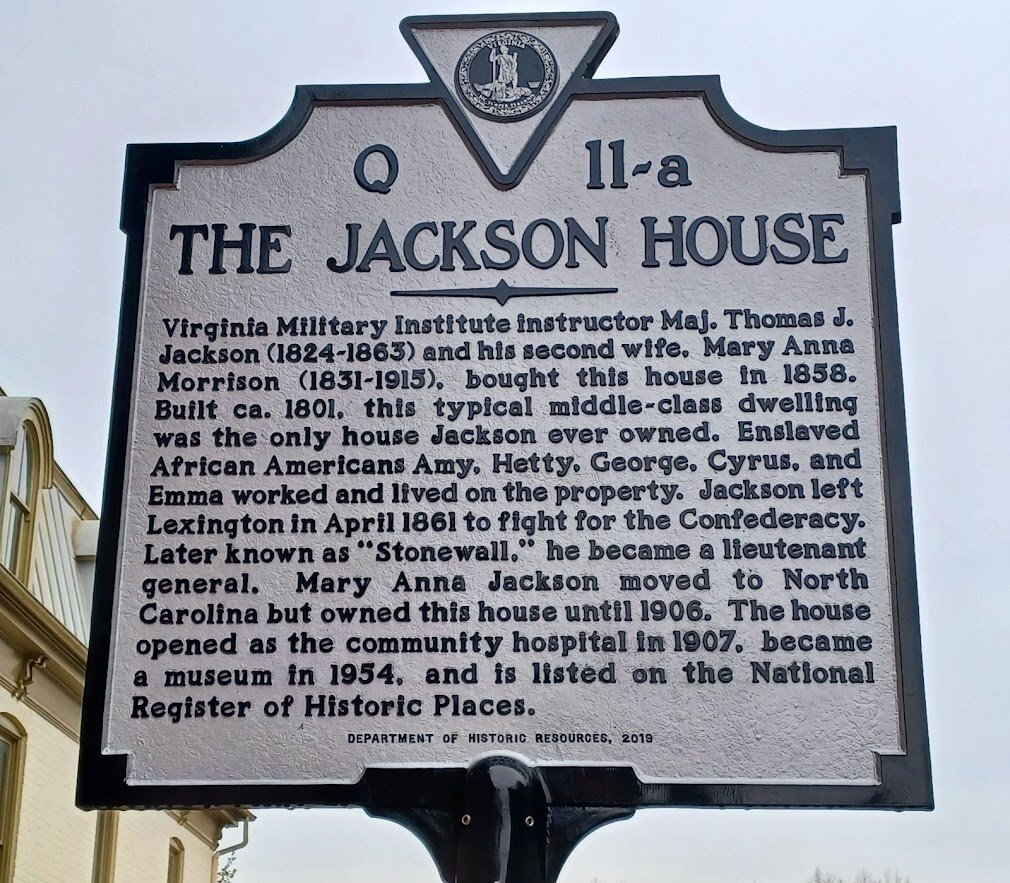 VIRGINIA
Q 11-a
THE JACKSON HOUSE
Virginia Military Institute instructor Maj. Thomas J.
Jackson (1824-1863) and his second wife, Mary Anna
Morrison (1831-1915), bought this house in 1858.
Built ca. 1801, this typical middle-class dwelling
was the only house Jackson ever owned. Enslaved
African Americans Amy, Hetty, George, Cyrus, and
Emma worked and lived on the property. Jackson left
Lexington in April 1861 to fight for the Confederacy.
Later known as "Stonewall," he became a lieutenant
general. Mary Anna Jackson moved to North
Carolina but owned this house until 1906. The house
opened as the community hospital in 1907, became
a museum in 1954, and is listed on the National
Register of Historic Places.
DEPARTMENT OF HISTORIC RESOURCES, 2019